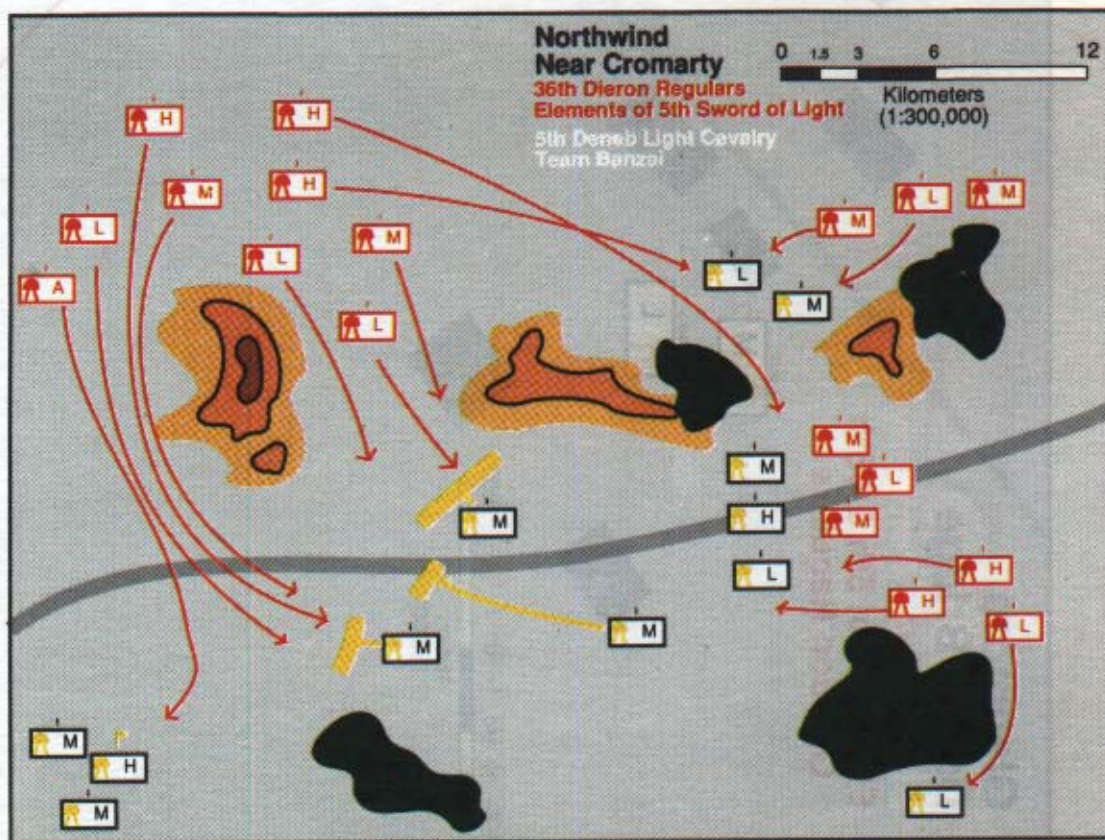 Northwind
Near Cromarty
36th Dieron Regulars
Elements of 5th Sword of Light
5th Deneb Light Cavalry
Team Banzai
0 1.5 3 6 12
Kilometers
(1:300,000)
H
H
M
H
L
M
L
A
L
M
L
M
L
M
L
M
M
L
M
M
H
M
L
H
H
L
M
M
M
H
M
L